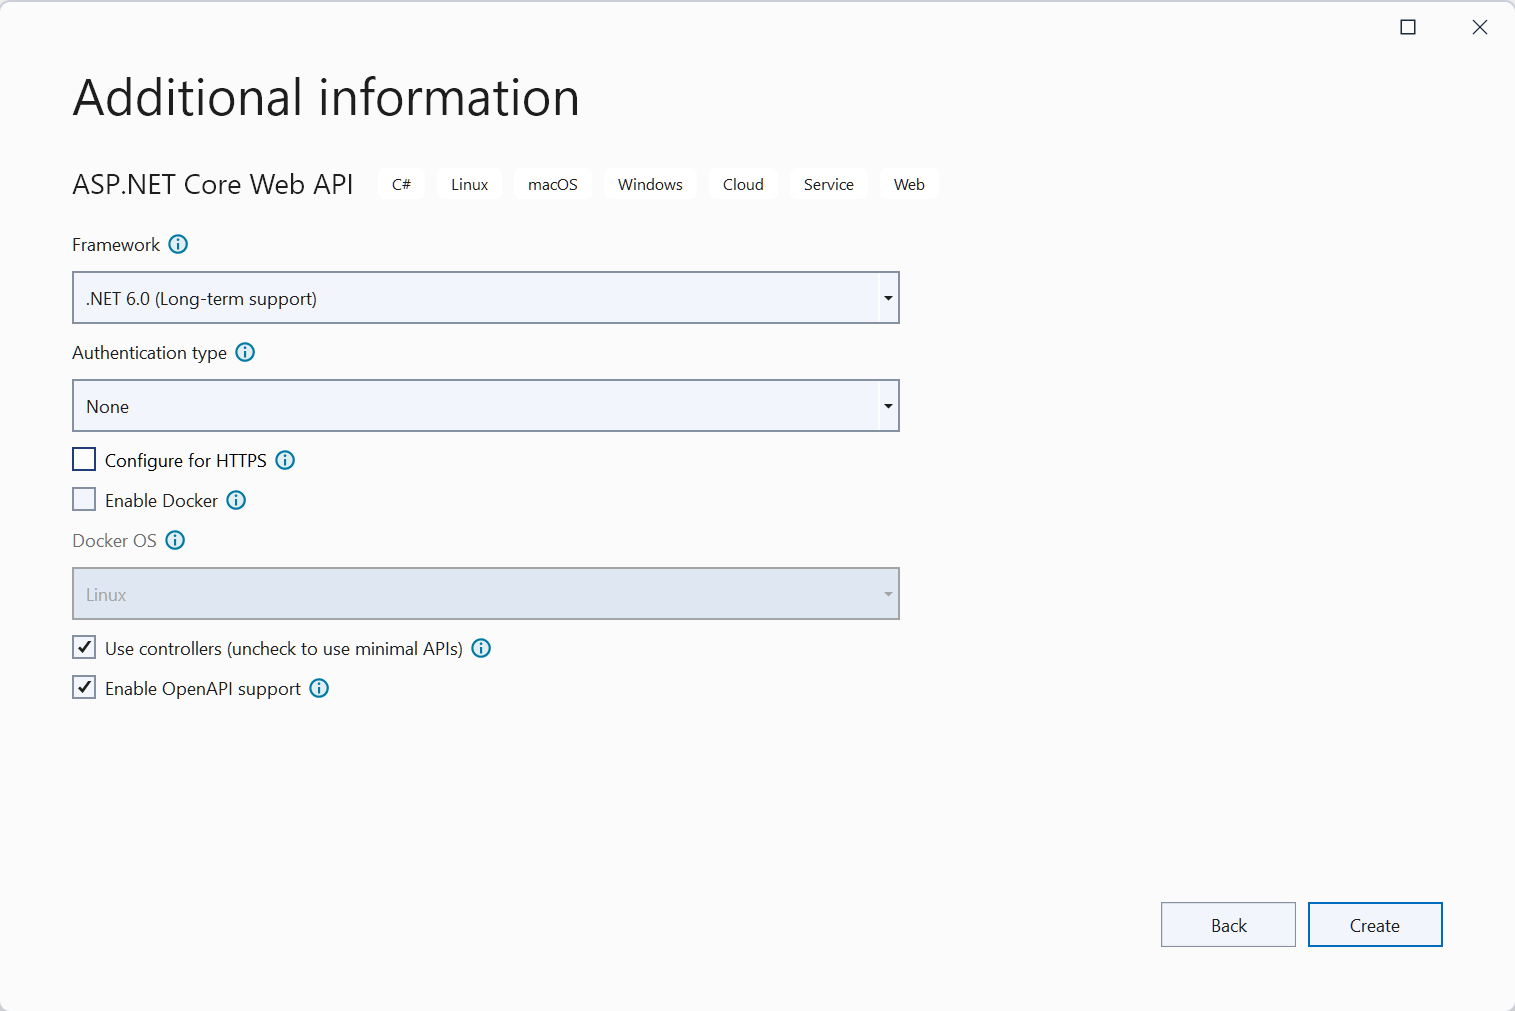 Additional information
ASP.NET Core Web API C# Linux macOS Windows Cloud Service Web
Framework
.NET 6.0 (Long-term support)
Authentication type
None
Configure for HTTPS
Enable Docker
Docker OS
Linux
Use controllers (uncheck to use minimal APIs)
Enable OpenAPI support
Back Create